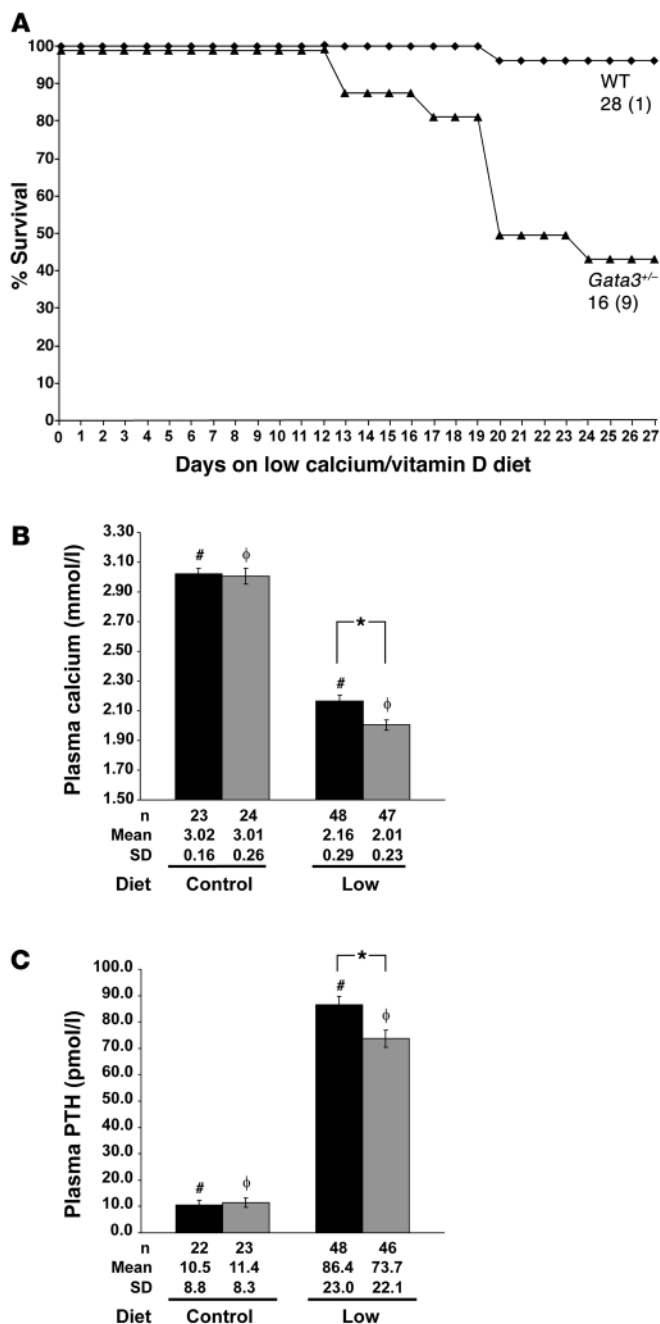 A
100
90
80
70
60
50
40
30
20
10
0
% Survival
WT
28 (1)
Gata3+/–
16 (9)
0 1 2 3 4 5 6 7 8 9 10 11 12 13 14 15 16 17 18 19 20 21 22 23 24 25 26 27
Days on low calcium/vitamin D diet
B
3.30
3.10
2.90
2.70
2.50
2.30
2.10
1.90
1.70
1.50
Plasma calcium (mmol/l)
# ϕ
*
# ϕ
n 23 24 48 47
Mean 3.02 3.01 2.16 2.01
SD 0.16 0.26 0.29 0.23
Diet Control Low
C
100.0
90.0
80.0
70.0
60.0
50.0
40.0
30.0
20.0
10.0
0.0
Plasma PTH (pmol/l)
*
# ϕ
# ϕ
n 22 23 48 46
Mean 10.5 11.4 86.4 73.7
SD 8.8 8.3 23.0 22.1
Diet Control Low